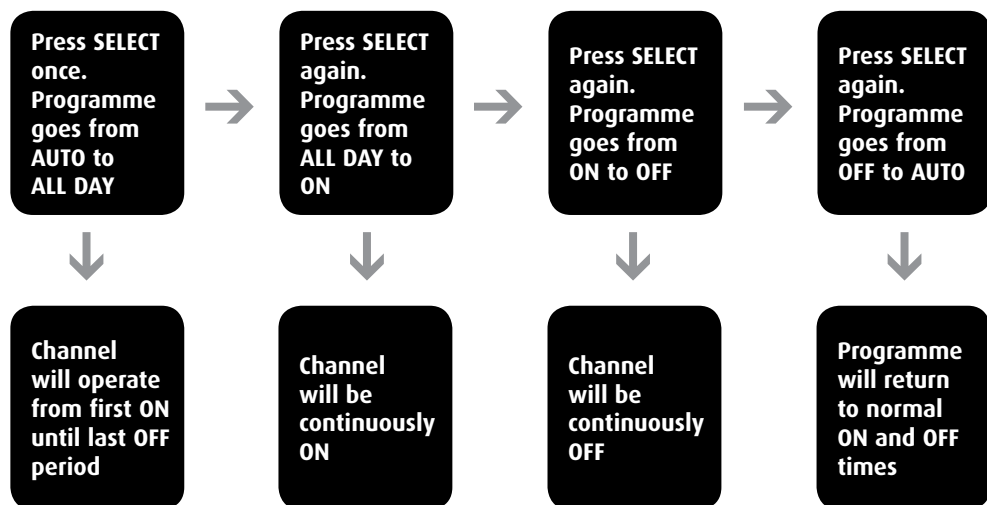 Press SELECT
once.
Programme
goes from
AUTO to
ALL DAY
Press SELECT
again.
Programme
goes from
ALL DAY to
ON
Press SELECT
again.
Programme
goes from
ON to OFF
Press SELECT
again.
Programme
goes from
OFF to AUTO
Channel
will operate
from first ON
until last OFF
period
Channel
will be
continuously
ON
Channel
will be
continuously
OFF
Programme
will return
to normal
ON and OFF
times